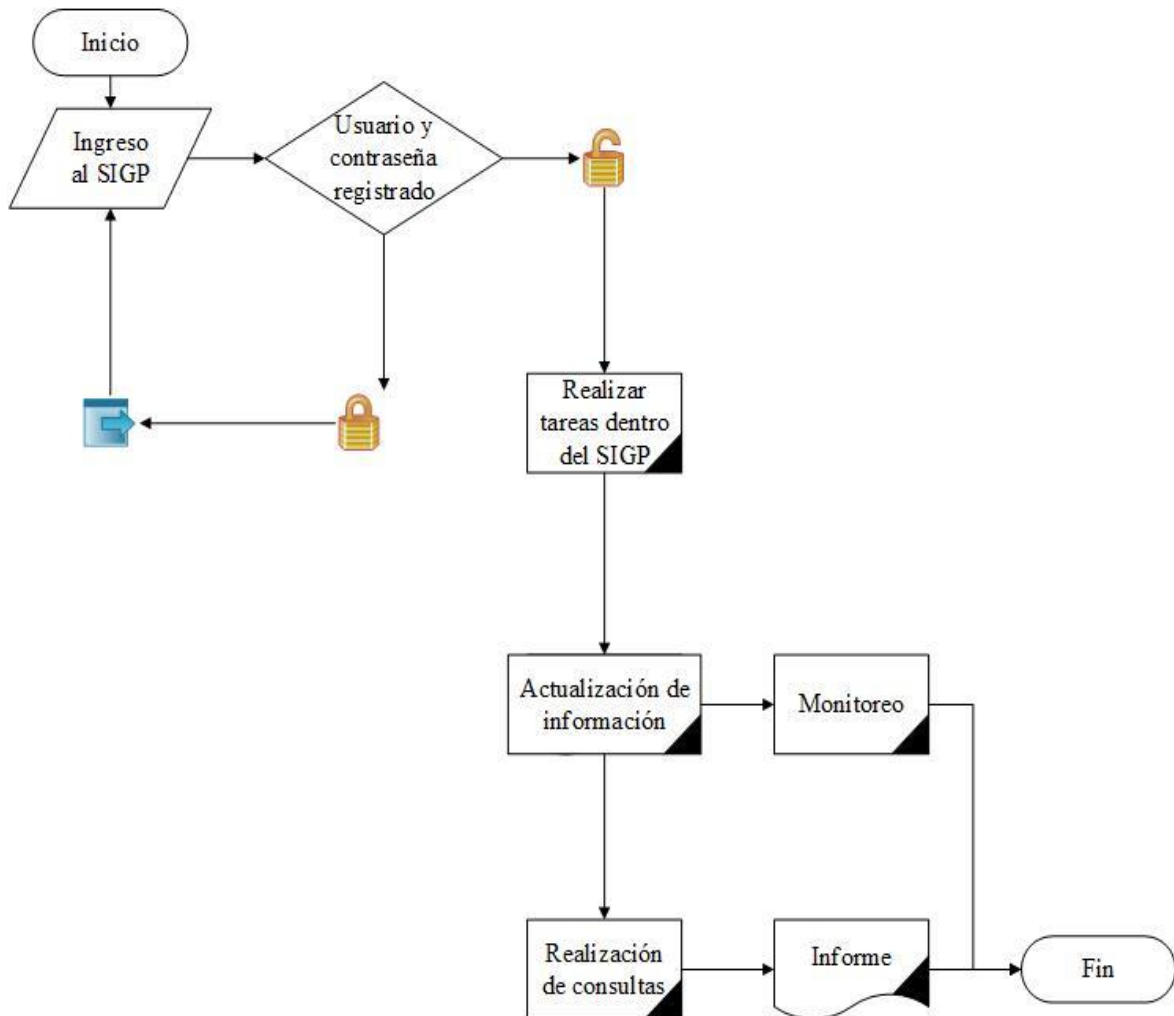 Inicio
Ingreso
al SIGP
Usuario y
contraseña
registrado
Realizar
tareas dentro
del SIGP
Actualización de
información
Monitoreo
Realización
de consultas
Informe
Fin